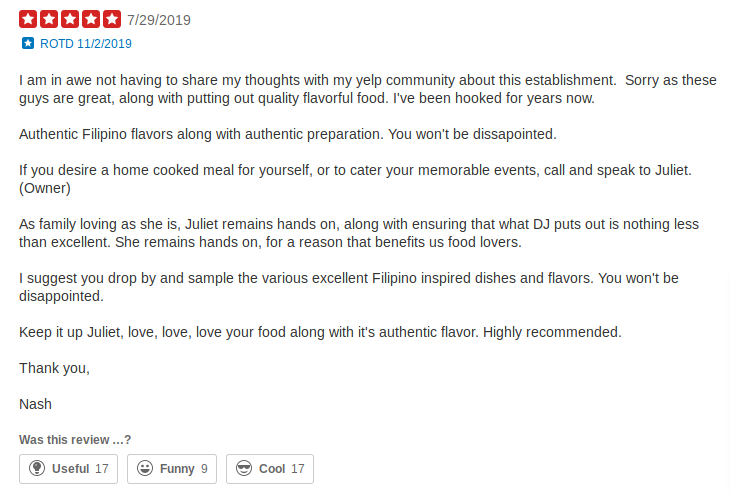 7/29/2019
ROTD 11/2/2019
I am in awe not having to share my thoughts with my yelp community about this establishment.  Sorry as these
guys are great, along with putting out quality flavorful food. I've been hooked for years now.
Authentic Filipino flavors along with authentic preparation. You won't be dissapointed.
If you desire a home cooked meal for yourself, or to cater your memorable events, call and speak to Juliet.
(Owner)
As family loving as she is, Juliet remains hands on, along with ensuring that what DJ puts out is nothing less
than excellent. She remains hands on, for a reason that benefits us food lovers.
I suggest you drop by and sample the various excellent Filipino inspired dishes and flavors. You won't be
disappointed.
Keep it up Juliet, love, love, love your food along with it's authentic flavor. Highly recommended.
Thank you,
Nash
Was this review ...?
Useful 17 Funny 9 Cool 17